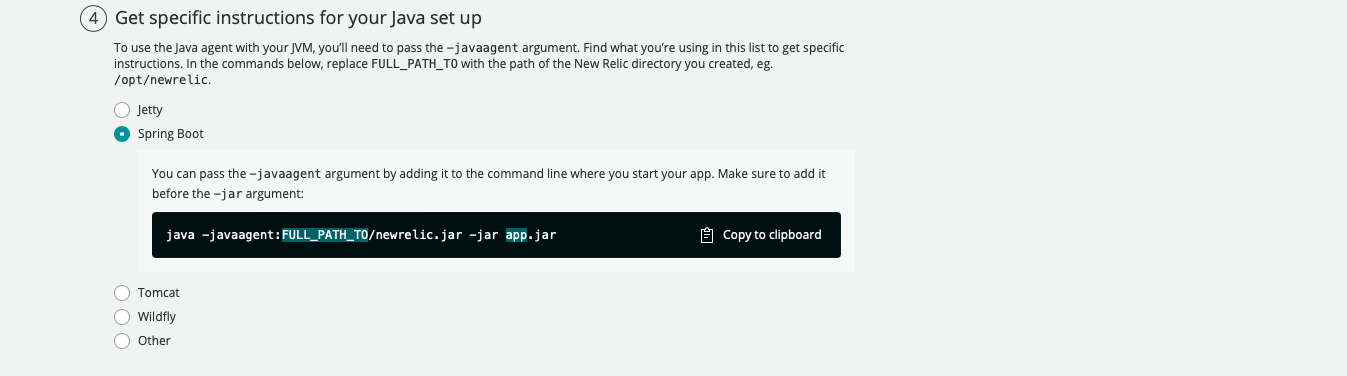 4 Get specific instructions for your Java set up
To use the Java agent with your JVM, you'll need to pass the -javaagent argument. Find what you're using in this list to get specific
instructions. In the commands below, replace FULL_PATH_TO with the path of the New Relic directory you created, eg.
/opt/newrelic.
Jetty
Spring Boot
You can pass the -javaagent argument by adding it to the command line where you start your app. Make sure to add it
before the -jar argument:
java -javaagent:FULL_PATH_TO/newrelic.jar -jar app.jar Copy to clipboard
Tomcat
Wildfly
Other